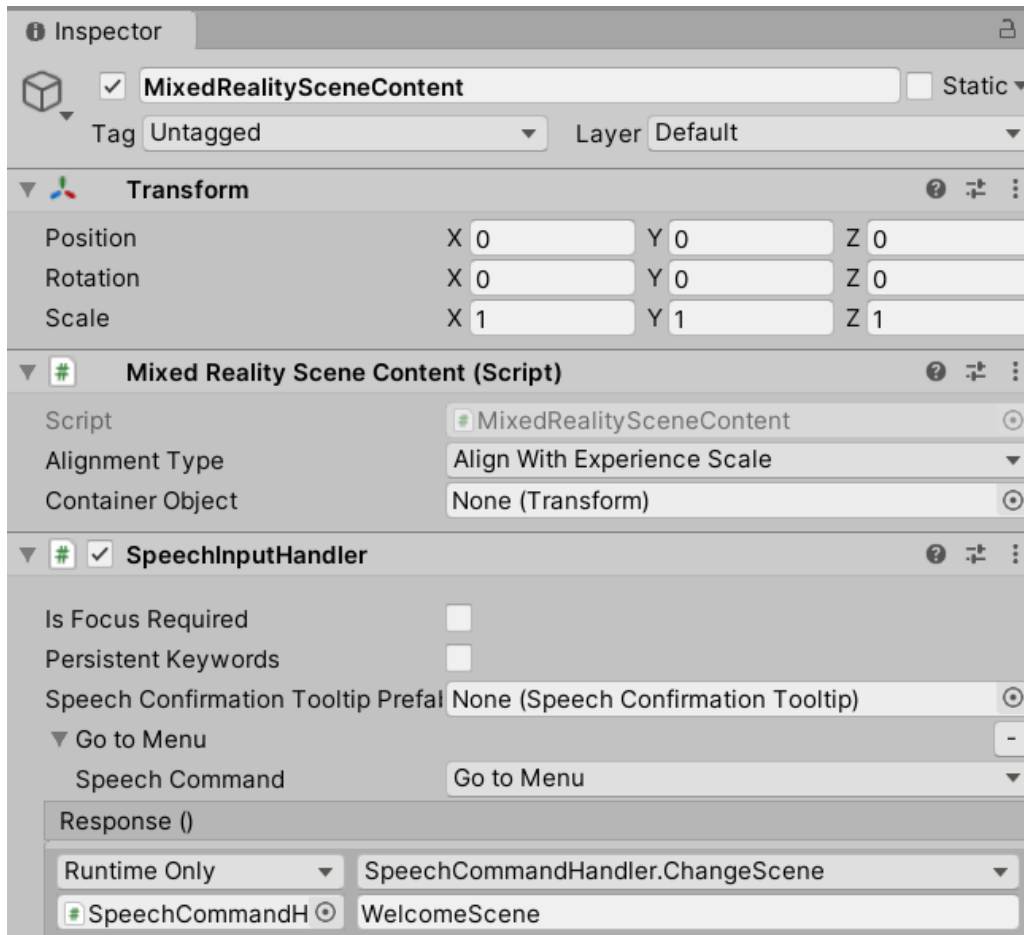 Inspector
MixedRealitySceneContent Static
Tag Untagged Layer Default
Transform
Position X 0 Y 0 Z 0
Rotation X 0 Y 0 Z 0
Scale X 1 Y 1 Z 1
# Mixed Reality Scene Content (Script)
Script # MixedRealitySceneContent
Alignment Type Align With Experience Scale
Container Object None (Transform)
# SpeechInputHandler
Is Focus Required
Persistent Keywords
Speech Confirmation Tooltip Prefal None (Speech Confirmation Tooltip)
Go to Menu -
Speech Command Go to Menu
Response ()
Runtime Only SpeechCommandHandler.ChangeScene
# SpeechCommandH WelcomeScene